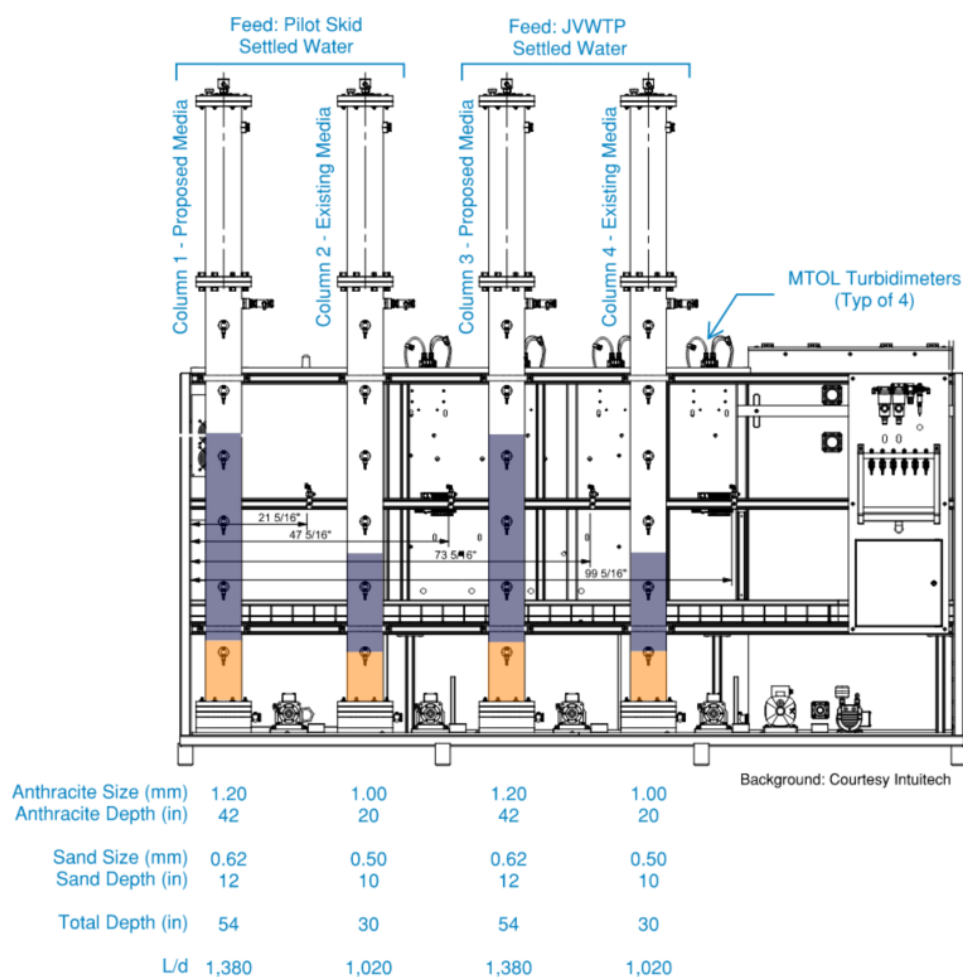 Feed: Pilot Skid
Settled Water
Feed: JVWTP
Settled Water
Column 1 - Proposed Media
Column 2 - Existing Media
Column 3 - Proposed Media
Column 4 - Existing Media
MTOL Turbidimeters
(Typ of 4)
21 5/16"
47 5/16"
73 5/16"
99 5/16"
Background: Courtesy Intuitech
Anthracite Size (mm) 1.20 1.00 1.20 1.00
Anthracite Depth (in) 42 20 42 20
Sand Size (mm) 0.62 0.50 0.62 0.50
Sand Depth (in) 12 10 12 10
Total Depth (in) 54 30 54 30
L/d 1,380 1,020 1,380 1,020